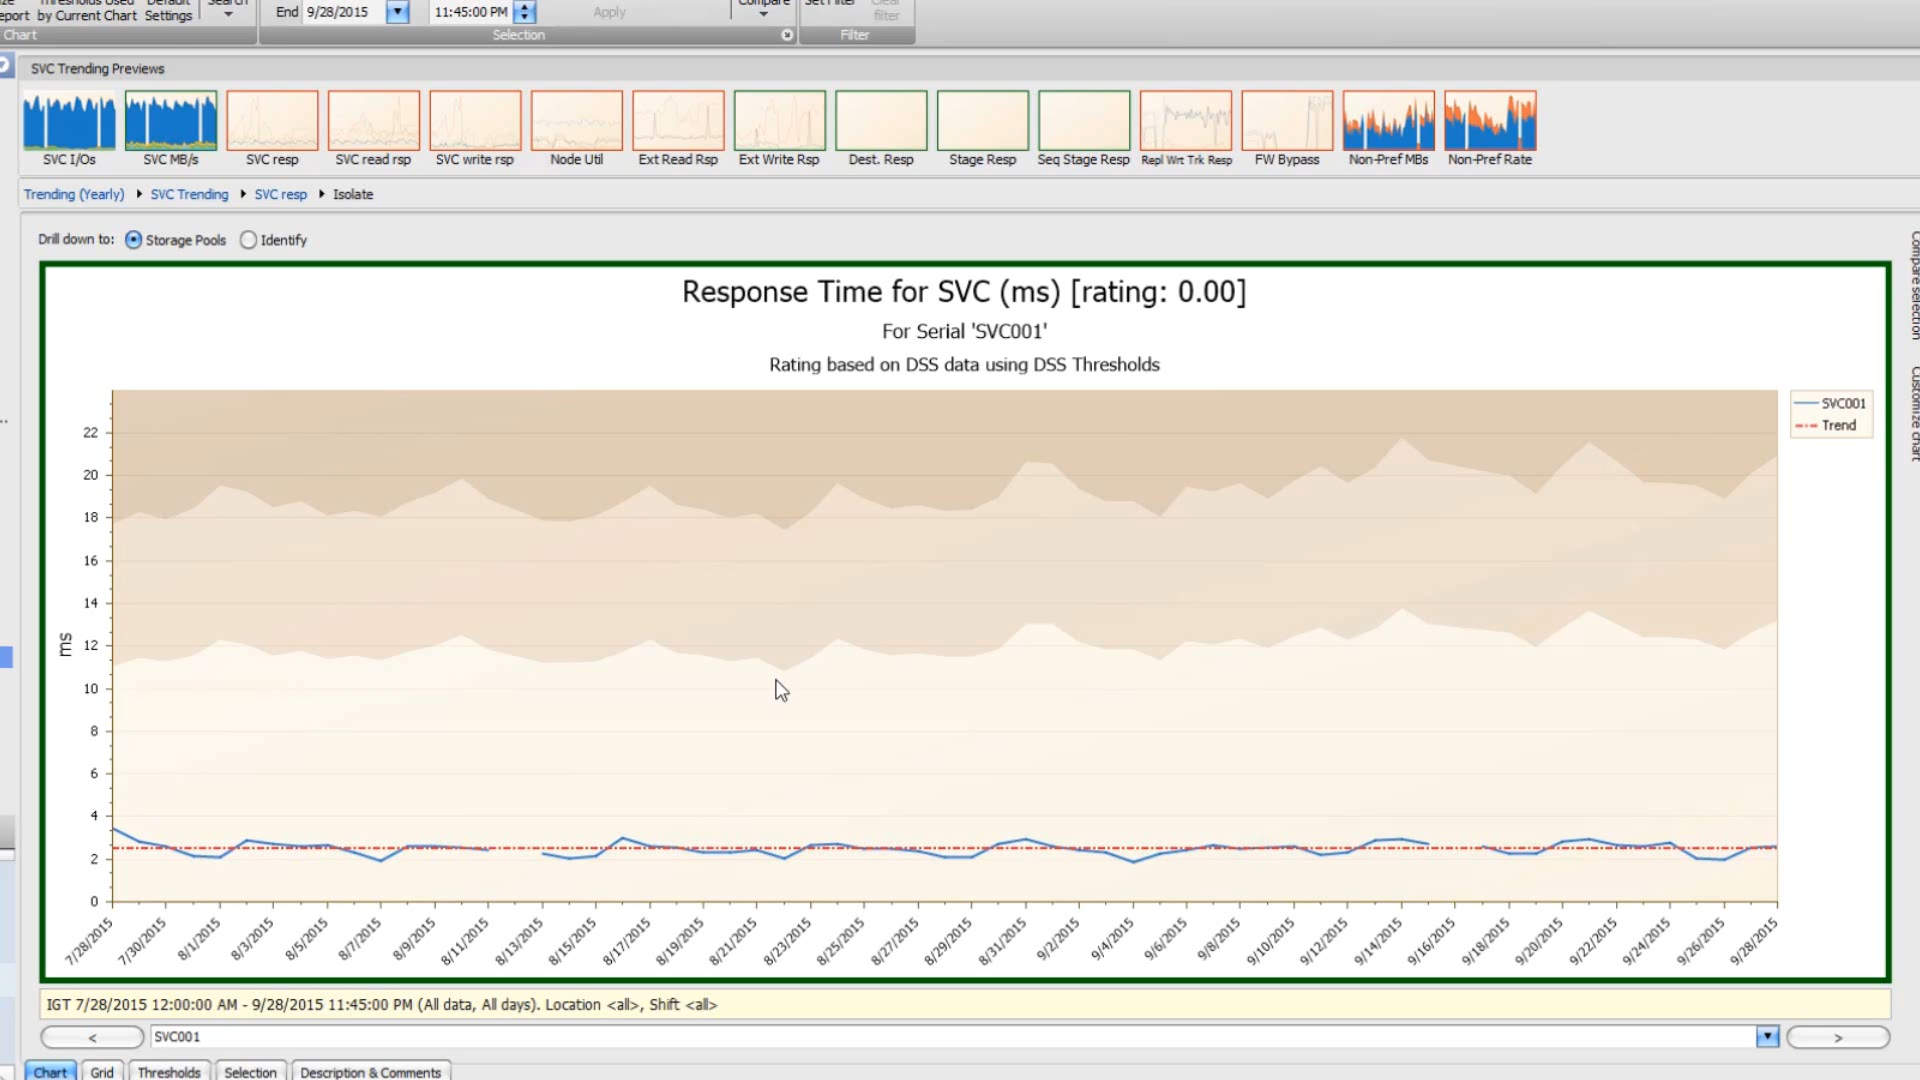 Search
Compare
End 9/28/2015 11:45:00 PM Apply
filter
by Current Chart Settings
Chart Selection Filter
SVC Trending Previews
SVC I/Os SVC MB/s SVC resp SVC read rsp SVC write rsp Node Util Ext Read Rsp Ext Write Rsp Dest. Resp Stage Resp Seq Stage Resp Repl Wrt Trk Resp FW Bypass Non-Pref MBs Non-Pref Rate
Trending (Yearly) SVC Trending SVC resp Isolate
Drill down to: Storage Pools Identify
Compare selection
Customize chart
Response Time for SVC (ms) [rating: 0.00]
For Serial 'SVC001'
Rating based on DSS data using DSS Thresholds
SVC001
Trend
22
20
18
16
14
12
10
8
6
4
2
0
ms
7/28/2015 7/30/2015 8/1/2015 8/3/2015 8/5/2015 8/7/2015 8/9/2015 8/11/2015 8/13/2015 8/15/2015 8/17/2015 8/19/2015 8/21/2015 8/23/2015 8/25/2015 8/27/2015 8/29/2015 8/31/2015 9/2/2015 9/4/2015 9/6/2015 9/8/2015 9/10/2015 9/12/2015 9/14/2015 9/16/2015 9/18/2015 9/20/2015 9/22/2015 9/24/2015 9/26/2015 9/28/2015
IGT 7/28/2015 12:00:00 AM - 9/28/2015 11:45:00 PM (All data, All days). Location <all>, Shift <all>
< SVC001 >
Chart Grid Thresholds Selection Description & Comments